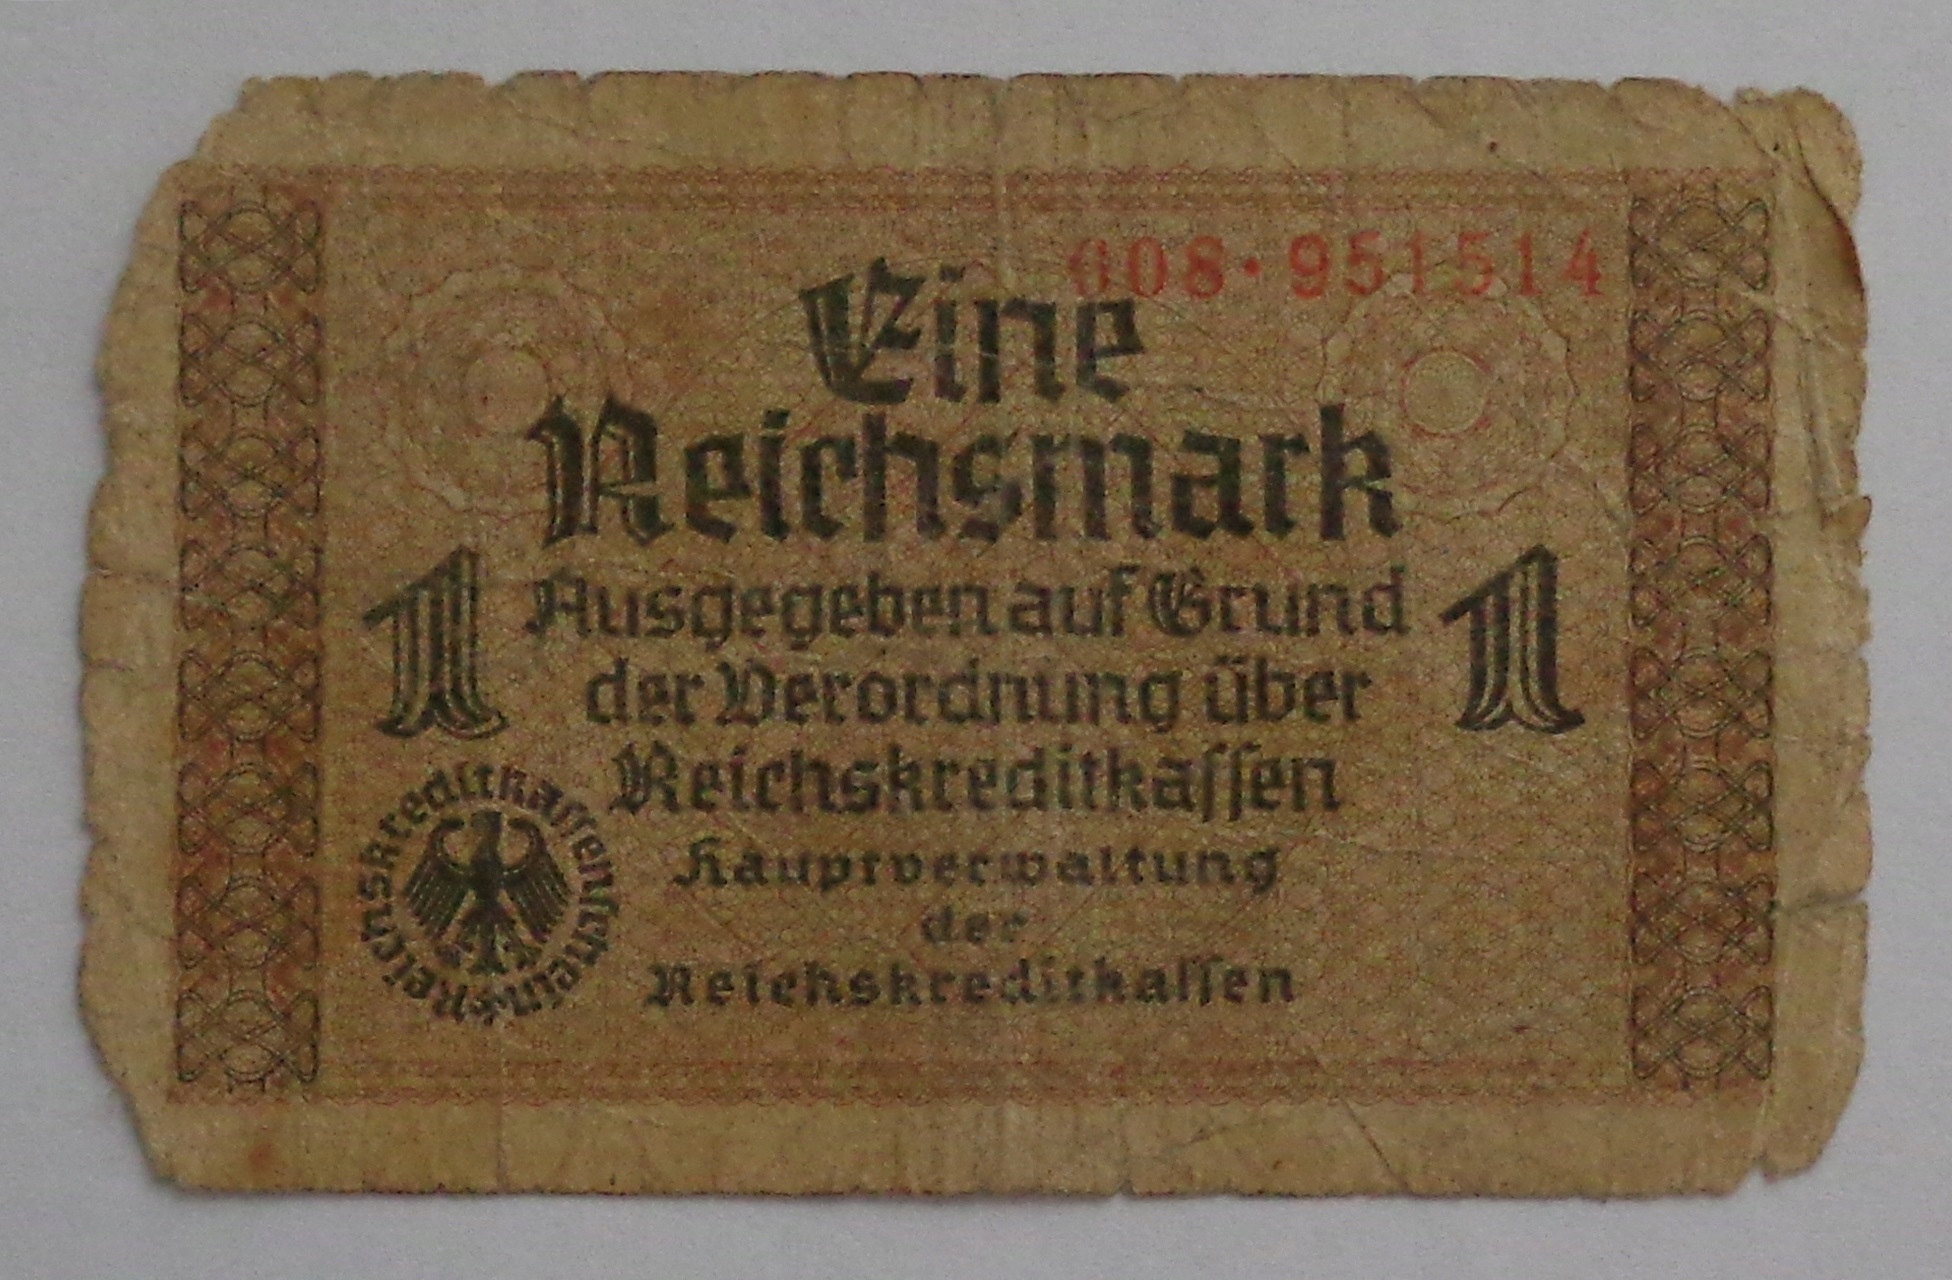 008·951514
Eine
Reichsmark
1 Ausgegeben auf Grund 1
der Verordnung über
Reichskreditkaſſen
Hauptverwaltung
der
Reichskreditkaſſen
Reichskreditkaſſenſchein